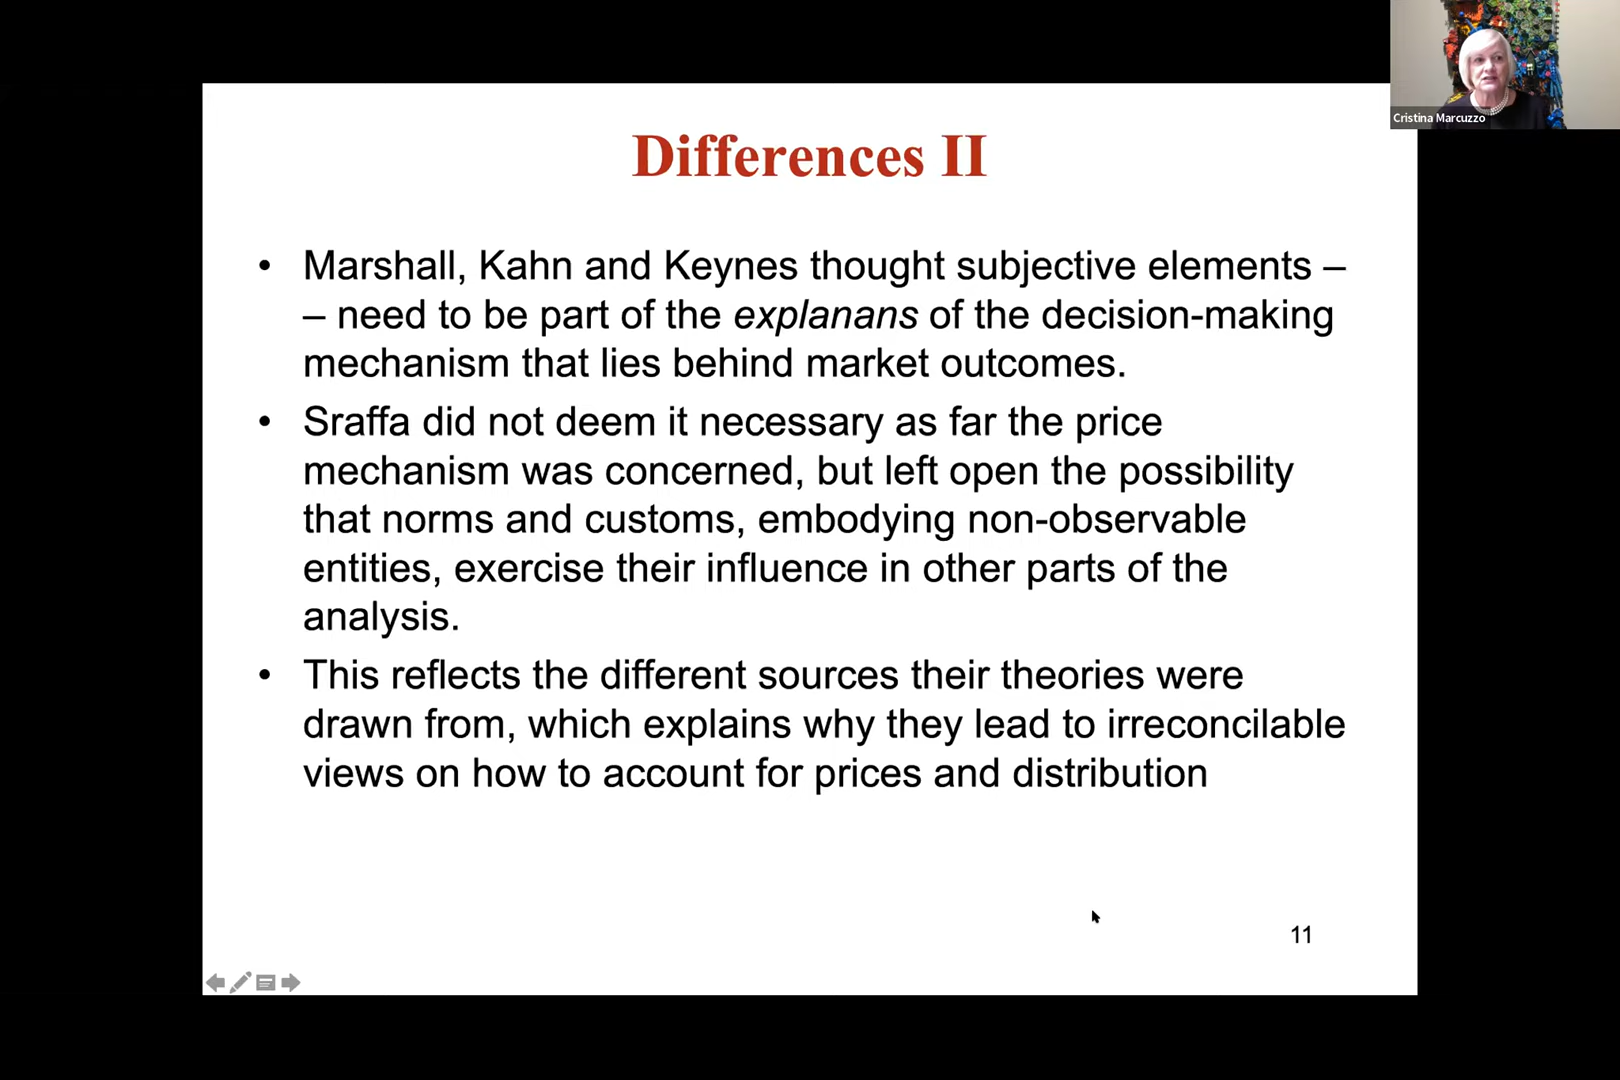 Cristina Marcuzzo
Differences II
• Marshall, Kahn and Keynes thought subjective elements –
– need to be part of the explanans of the decision-making
mechanism that lies behind market outcomes.
• Sraffa did not deem it necessary as far the price
mechanism was concerned, but left open the possibility
that norms and customs, embodying non-observable
entities, exercise their influence in other parts of the
analysis.
• This reflects the different sources their theories were
drawn from, which explains why they lead to irreconcilable
views on how to account for prices and distribution
11